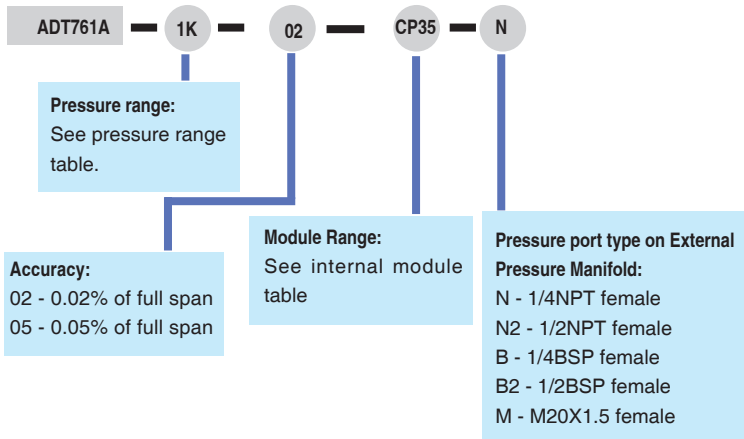 ADT761A 1K 02 CP35 N
Pressure range:
See pressure range
table.
Accuracy:
02 - 0.02% of full span
05 - 0.05% of full span
Module Range:
See internal module
table
Pressure port type on External
Pressure Manifold:
N - 1/4NPT female
N2 - 1/2NPT female
B - 1/4BSP female
B2 - 1/2BSP female
M - M20X1.5 female